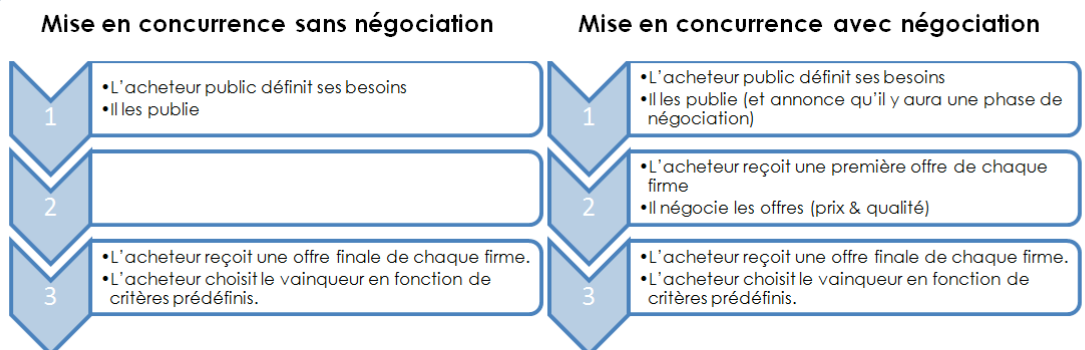 Mise en concurrence sans négociation
1
•L'acheteur public définit ses besoins
•Il les publie
2
3
•L'acheteur reçoit une offre finale de chaque firme.
•L'acheteur choisit le vainqueur en fonction de
critères prédéfinis.
Mise en concurrence avec négociation
1
•L'acheteur public définit ses besoins
•Il les publie (et annonce qu'il y aura une phase de
négociation)
2
•L'acheteur reçoit une première offre de chaque
firme
•Il négocie les offres (prix & qualité)
3
•L'acheteur reçoit une offre finale de chaque firme.
•L'acheteur choisit le vainqueur en fonction de
critères prédéfinis.